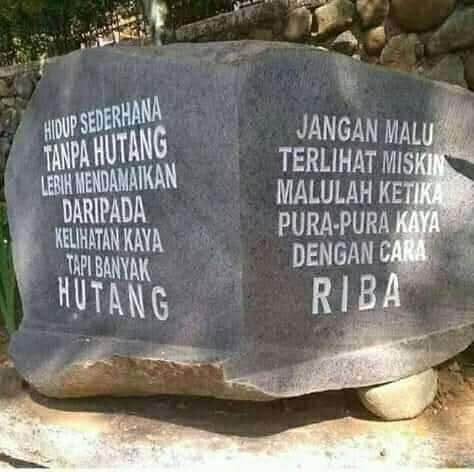 HIDUP SEDERHANA
TANPA HUTANG
LEBIH MENDAMAIKAN
DARIPADA
KELIHATAN KAYA
TAPI BANYAK
HUTANG
JANGAN MALU
TERLIHAT MISKIN
MALULAH KETIKA
PURA-PURA KAYA
DENGAN CARA
RIBA